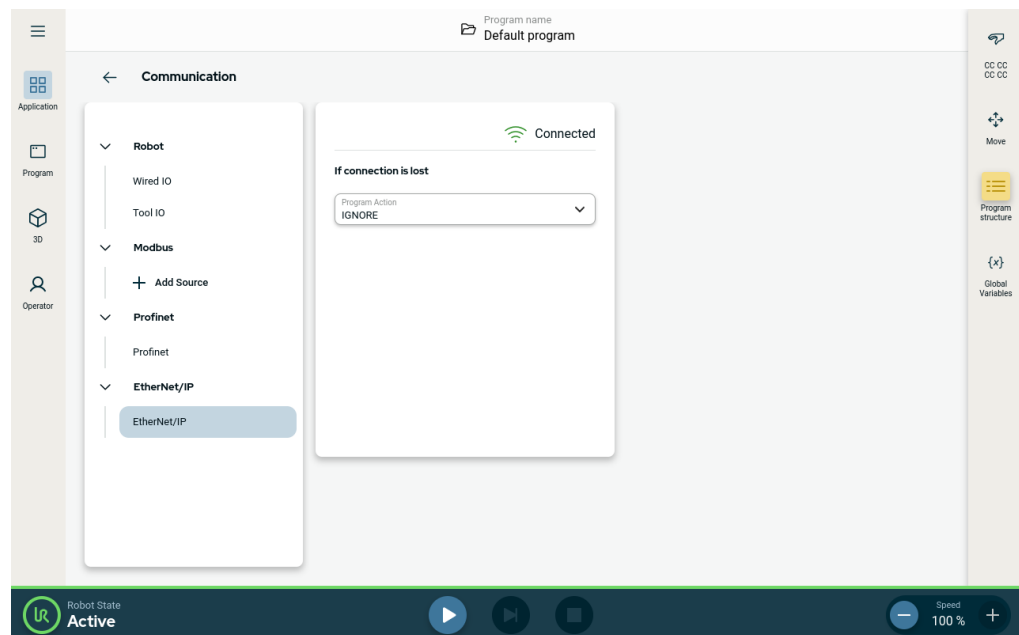 Program name
Default program
Application
Program
3D
Operator
Communication
Robot
Wired IO
Tool IO
Modbus
Add Source
Profinet
Profinet
EtherNet/IP
EtherNet/IP
Connected
If connection is lost
Program Action
IGNORE
CC CC
CC CC
Move
Program
structure
{x}
Global
Variables
UR
Robot State
Active
Speed
100 %